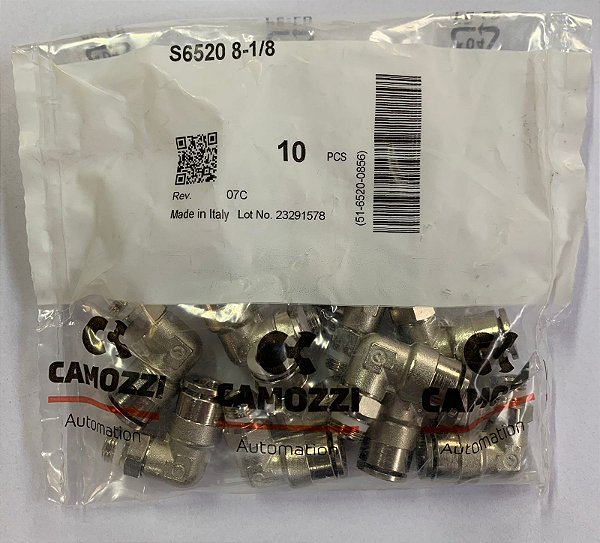 S6520 8-1/8
10 PCS
(51-6520-0856)
Rev. 07C
Made in Italy Lot No. 23291578
CAMOZZI CAMOZZI CAMOZZI
Automation Automation Automation